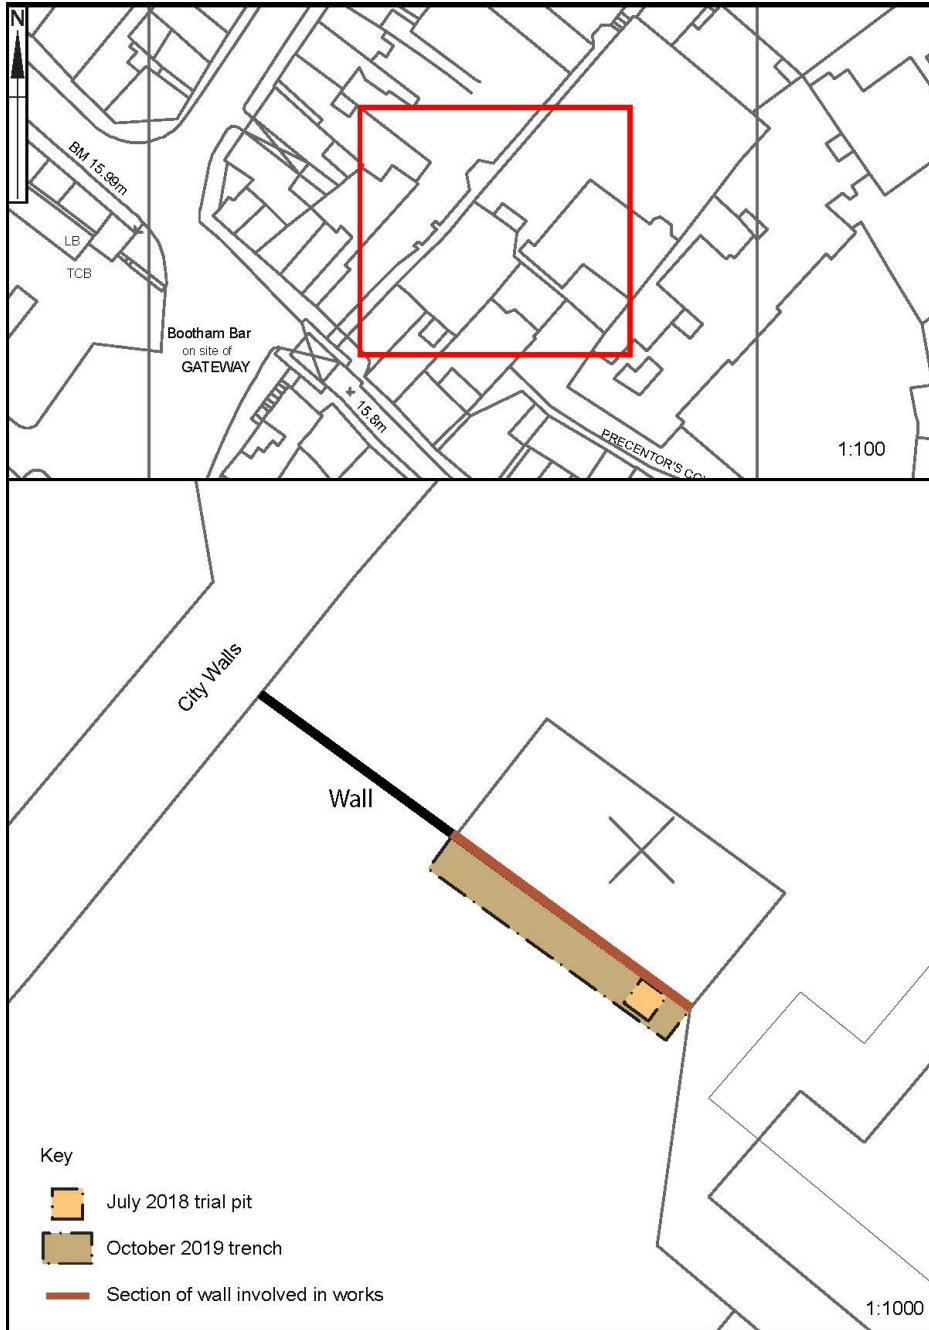 N
BM 15.99m
LB
TCB
Bootham Bar
on site of
GATEWAY
15.8m
PRECENTOR'S
1:100
City Walls
Wall
Key
July 2018 trial pit
October 2019 trench
Section of wall involved in works
1:1000